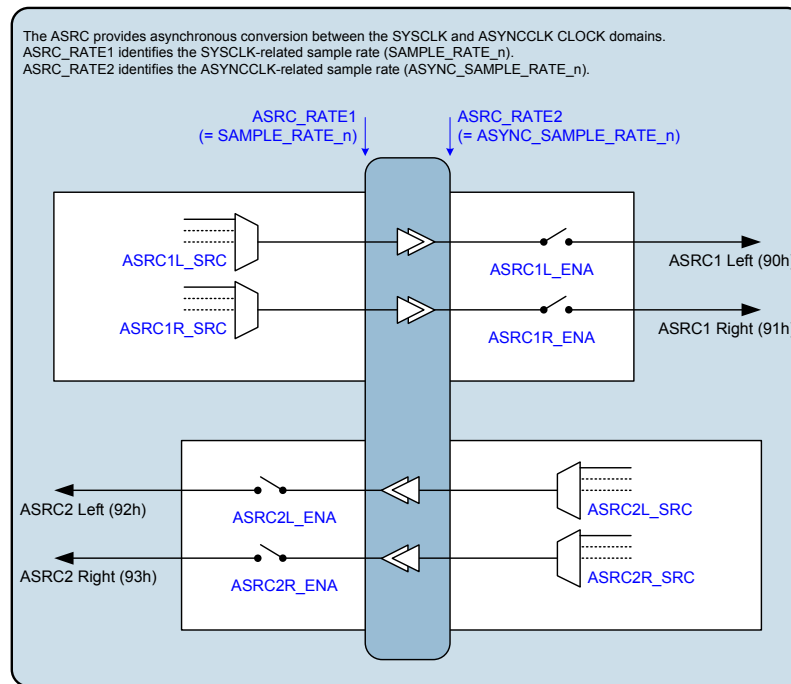 The ASRC provides asynchronous conversion between the SYSCLK and ASYNCCLK CLOCK domains.
ASRC_RATE1 identifies the SYSCLK-related sample rate (SAMPLE_RATE_n).
ASRC_RATE2 identifies the ASYNCCLK-related sample rate (ASYNC_SAMPLE_RATE_n).
ASRC_RATE1
(= SAMPLE_RATE_n)
ASRC_RATE2
(= ASYNC_SAMPLE_RATE_n)
ASRC1L_SRC
ASRC1L_ENA
ASRC1 Left (90h)
ASRC1R_SRC
ASRC1R_ENA
ASRC1 Right (91h)
ASRC2 Left (92h)
ASRC2L_ENA
ASRC2L_SRC
ASRC2 Right (93h)
ASRC2R_ENA
ASRC2R_SRC